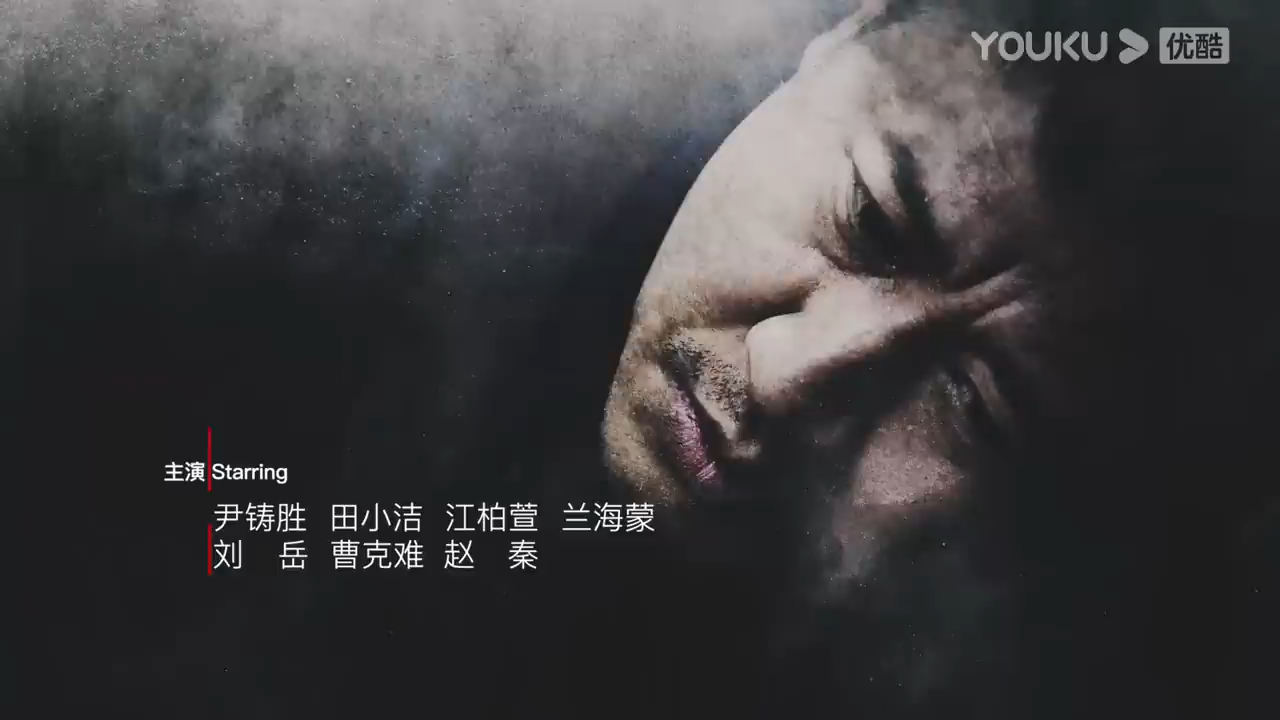 YOUKU 优酷
主演 Starring
尹铸胜 田小洁 江柏萱 兰海蒙
刘 岳 曹克难 赵 秦